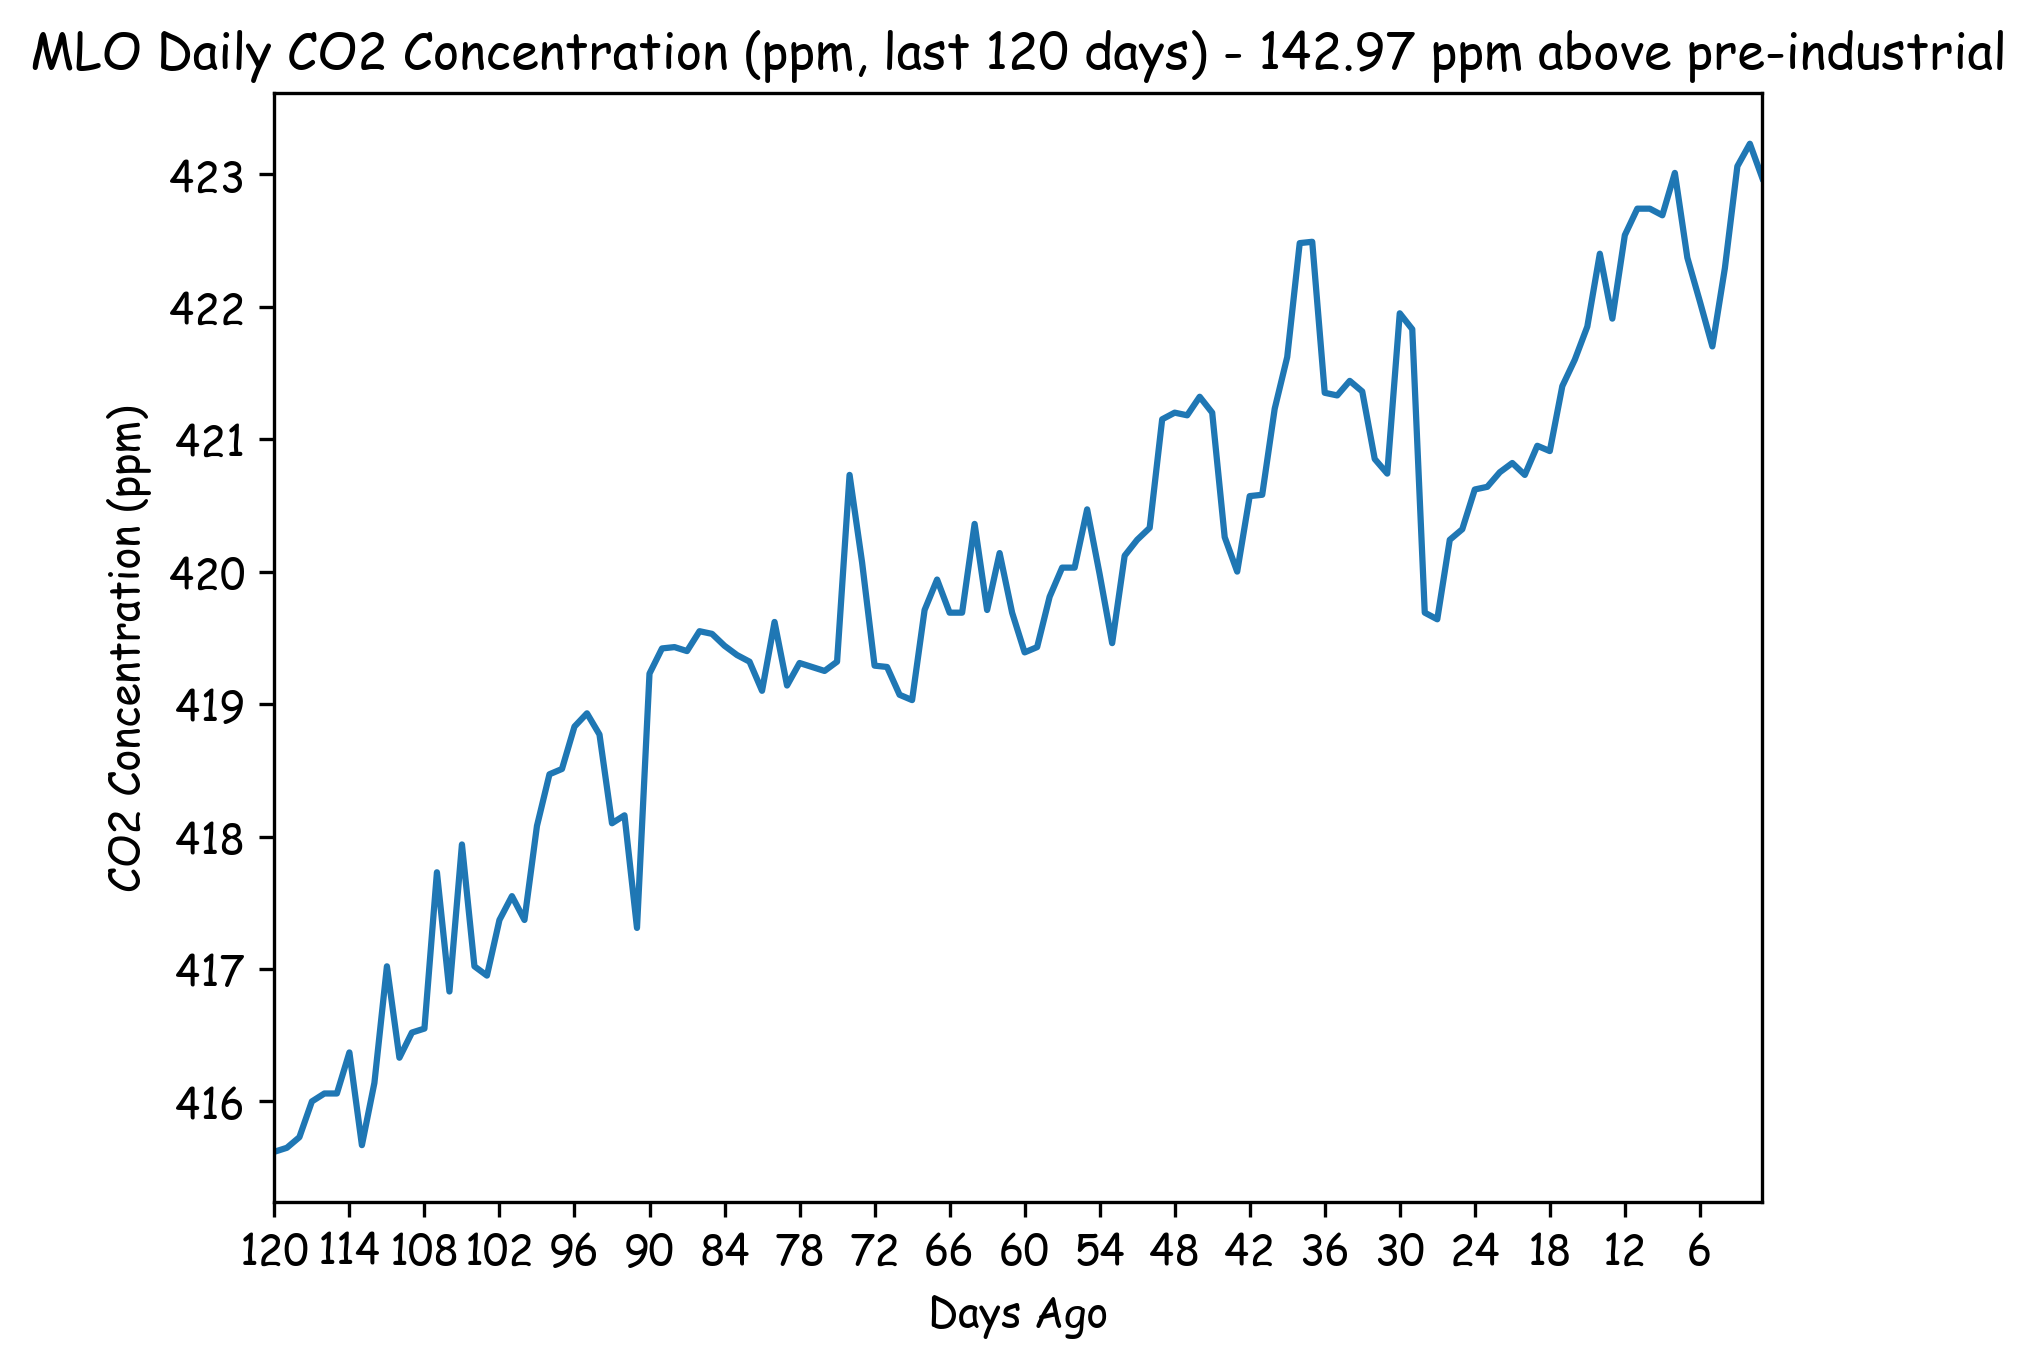 MLO Daily CO2 Concentration (ppm, last 120 days) - 142.97 ppm above pre-industrial
423
422
421
420
419
418
417
416
CO2 Concentration (ppm)
120 114 108 102 96 90 84 78 72 66 60 54 48 42 36 30 24 18 12 6
Days Ago